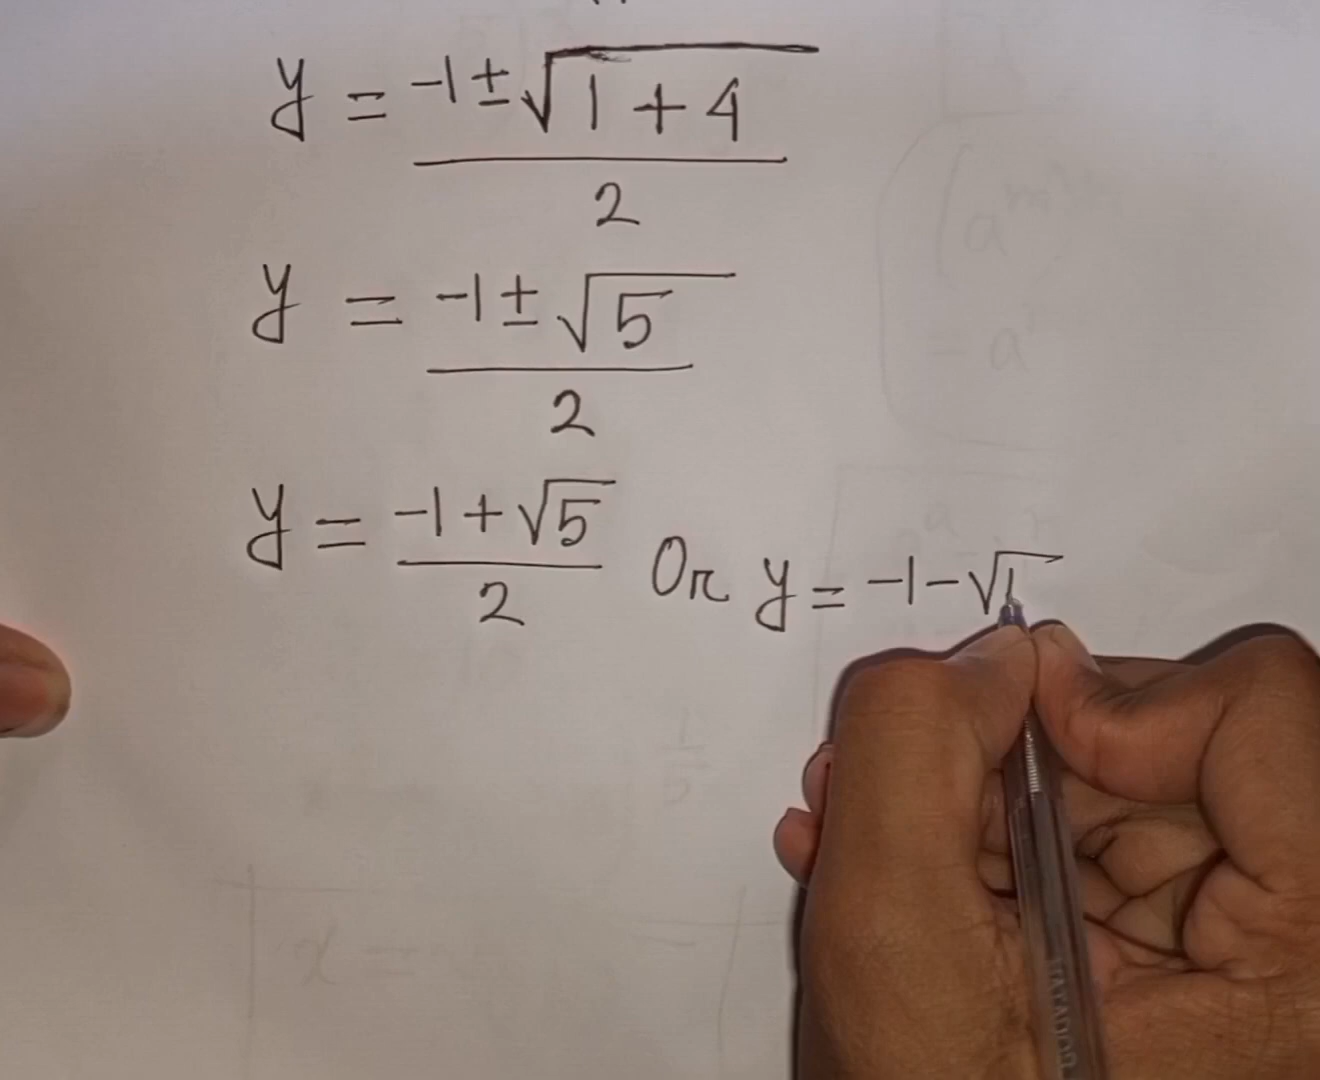 y = -1 ± √1 + 4
2
y = -1 ± √5
2
y = -1 + √5 Or y = -1 - √
2